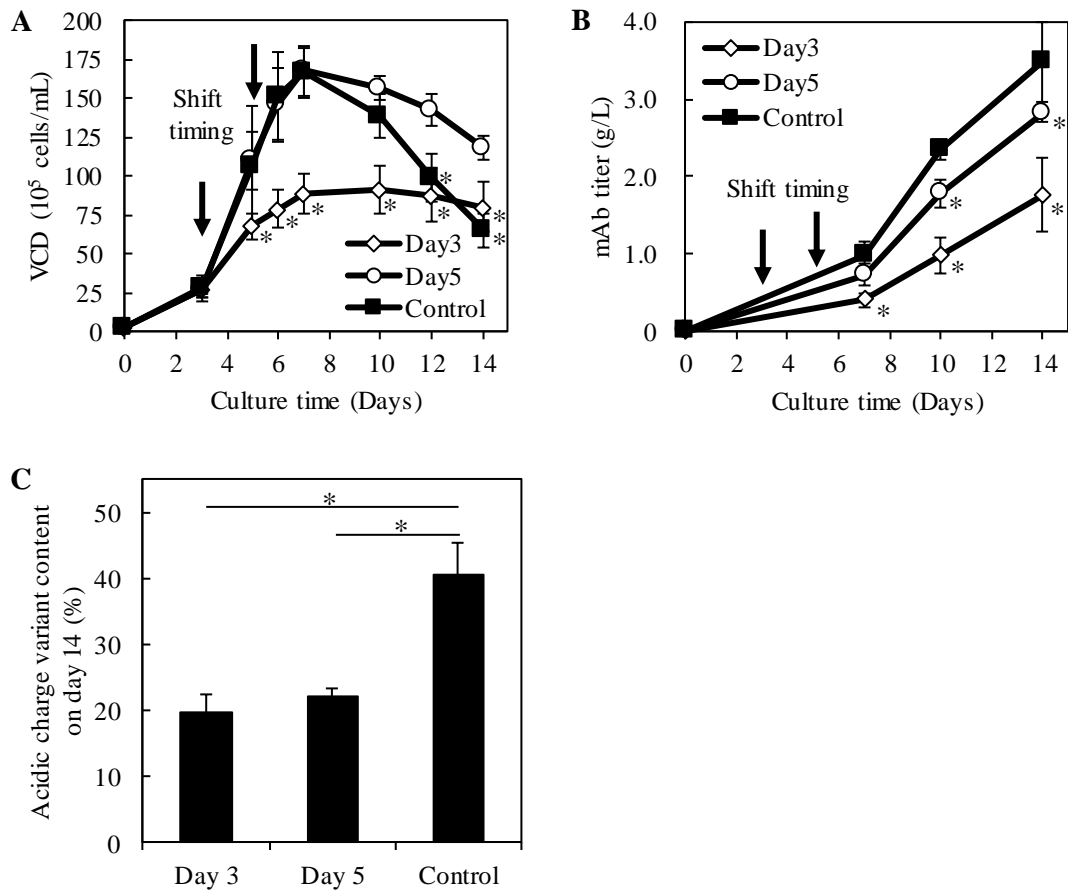 A
VCD (10⁵ cells/mL)
200
175
150
125
100
75
50
25
0
Shift
timing
*
*
*
*
*
*
*
*
*
Day3
Day5
Control
0 2 4 6 8 10 12 14
Culture time (Days)
B
mAb titer (g/L)
4.0
3.0
2.0
1.0
0.0
Day3
Day5
Control
Shift timing
*
*
*
*
*
0 2 4 6 8 10 12 14
Culture time (Days)
C
Acidic charge variant content
on day 14 (%)
50
40
30
20
10
0
*
*
Day 3 Day 5 Control